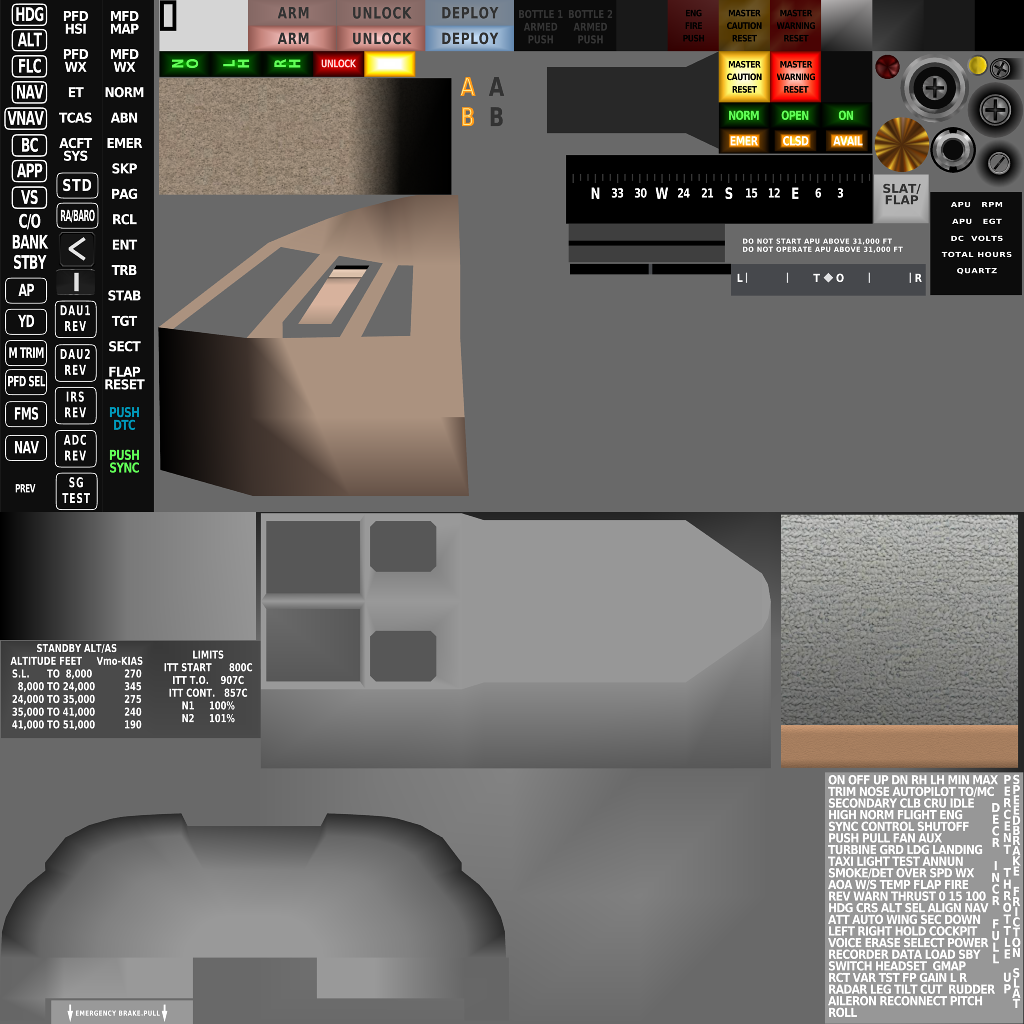 HDG
ALT
FLC
NAV
VNAV
BC
APP
VS
C/O
BANK
STBY
AP
YD
M TRIM
PFD SEL
FMS
NAV
PREV
PFD
HSI
PFD
WX
ET
TCAS
ACFT
SYS
STD
RA/BARO
<
DAU1
REV
DAU2
REV
IRS
REV
ADC
REV
SG
TEST
MFD
MAP
MFD
WX
NORM
ABN
EMER
SKP
PAG
RCL
ENT
TRB
STAB
TGT
SECT
FLAP
RESET
PUSH
DTC
PUSH
SYNC
ARM UNLOCK DEPLOY
ARM UNLOCK DEPLOY
NO LH RH UNLOCK
A A
B B
BOTTLE 1 BOTTLE 2
ARMED ARMED
PUSH PUSH
ENG
FIRE
PUSH
MASTER
CAUTION
RESET
MASTER
WARNING
RESET
MASTER
CAUTION
RESET
MASTER
WARNING
RESET
NORM OPEN ON
EMER CLSD AVAIL
N 33 30 W 24 21 S 15 12 E 6 3
SLAT/
FLAP
DO NOT START APU ABOVE 31,000 FT
DO NOT OPERATE APU ABOVE 31,000 FT
L T◆O R
APU RPM
APU EGT
DC VOLTS
TOTAL HOURS
QUARTZ
STANDBY ALT/AS
ALTITUDE FEET Vmo-KIAS
S.L. TO 8,000 270
8,000 TO 24,000 345
24,000 TO 35,000 275
35,000 TO 41,000 240
41,000 TO 51,000 190
LIMITS
ITT START 800C
ITT T.O. 907C
ITT CONT. 857C
N1 100%
N2 101%
EMERGENCY BRAKE.PULL
ON OFF UP DN RH LH MIN MAX
TRIM NOSE AUTOPILOT TO/MC
SECONDARY CLB CRU IDLE
HIGH NORM FLIGHT ENG
SYNC CONTROL SHUTOFF
PUSH PULL FAN AUX
TURBINE GRD LDG LANDING
TAXI LIGHT TEST ANNUN
SMOKE/DET OVER SPD WX
AOA W/S TEMP FLAP FIRE
REV WARN THRUST 0 15 100
HDG CRS ALT SEL ALIGN NAV
ATT AUTO WING SEC DOWN
LEFT RIGHT HOLD COCKPIT
VOICE ERASE SELECT POWER
RECORDER DATA LOAD SBY
SWITCH HEADSET GMAP
RCT VAR TST FP GAIN L R
RADAR LEG TILT CUT RUDDER
AILERON RECONNECT PITCH
ROLL
DECR INCR FULL
PERCENT THROTTLE UP
SPEEDBRAKE FRICTION SLAT